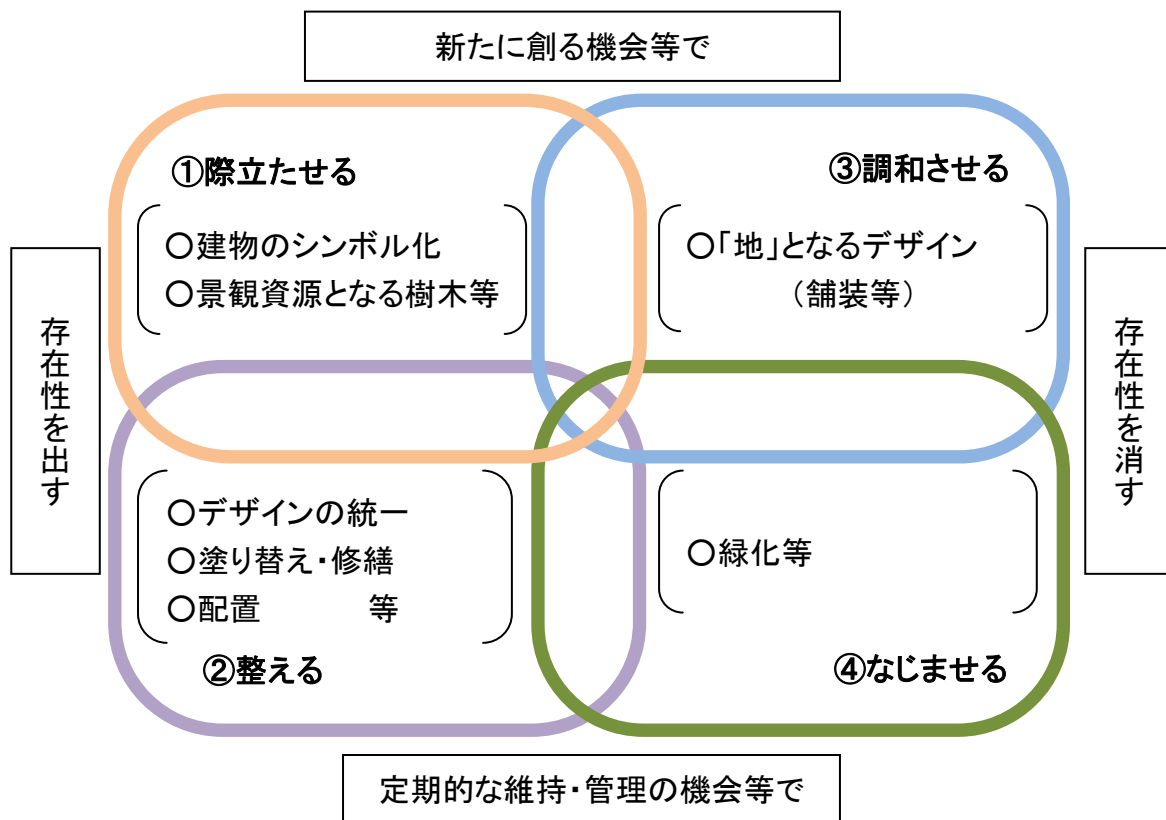 新たに創る機会等で
①際立たせる
○建物のシンボル化
○景観資源となる樹木等
③調和させる
○「地」となるデザイン
（舗装等）
存在性を出す
存在性を消す
○デザインの統一
○塗り替え・修繕
○配置　　　等
②整える
○緑化等
④なじませる
定期的な維持・管理の機会等で